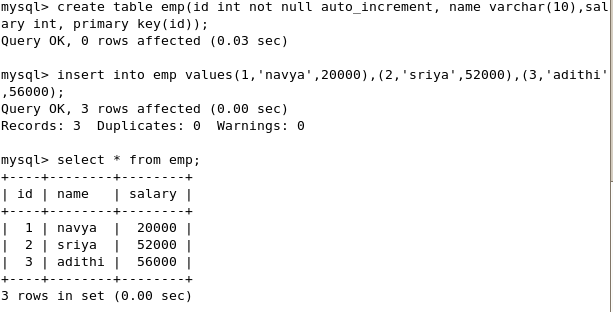 mysql> create table emp(id int not null auto_increment, name varchar(10),sal
ary int, primary key(id));
Query OK, 0 rows affected (0.03 sec)

mysql> insert into emp values(1,'navya',20000),(2,'sriya',52000),(3,'adithi'
,56000);
Query OK, 3 rows affected (0.00 sec)
Records: 3  Duplicates: 0  Warnings: 0

mysql> select * from emp;
+----+--------+--------+
| id | name   | salary |
+----+--------+--------+
|  1 | navya  |  20000 |
|  2 | sriya  |  52000 |
|  3 | adithi |  56000 |
+----+--------+--------+
3 rows in set (0.00 sec)